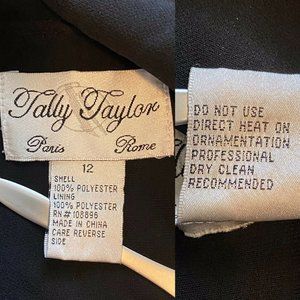 Tally Taylor
Paris Rome
12
SHELL
100% POLYESTER
LINING
100% POLYESTER
RN# 108896
MADE IN CHINA
CARE REVERSE
SIDE
DO NOT USE
DIRECT HEAT ON
ORNAMENTATION
PROFESSIONAL
DRY CLEAN
RECOMMENDED